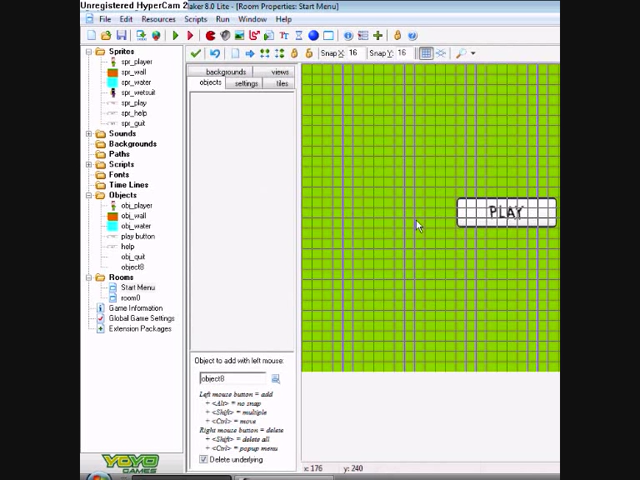 Unregistered HyperCam 2
aker 8.0 Lite - [Room Properties: Start Menu]
File Edit Resources Scripts Run Window Help
Snap X: 16 Snap Y: 16
Sprites
spr_player
spr_wall
spr_water
spr_wetsuit
spr_play
spr_help
spr_quit
Sounds
Backgrounds
Paths
Scripts
Fonts
Time Lines
Objects
obj_player
obj_wall
obj_water
play button
help
obj_quit
object8
Rooms
Start Menu
room0
Game Information
Global Game Settings
Extension Packages
YOYO
GAMES
backgrounds views
objects settings tiles
Object to add with left mouse:
object8
Left mouse button = add
+ <Alt> = no snap
+ <Shift> = multiple
+ <Ctrl> = move
Right mouse button = delete
+ <Shift> = delete all
+ <Ctrl> = popup menu
Delete underlying
PLAY
x: 176 y: 240